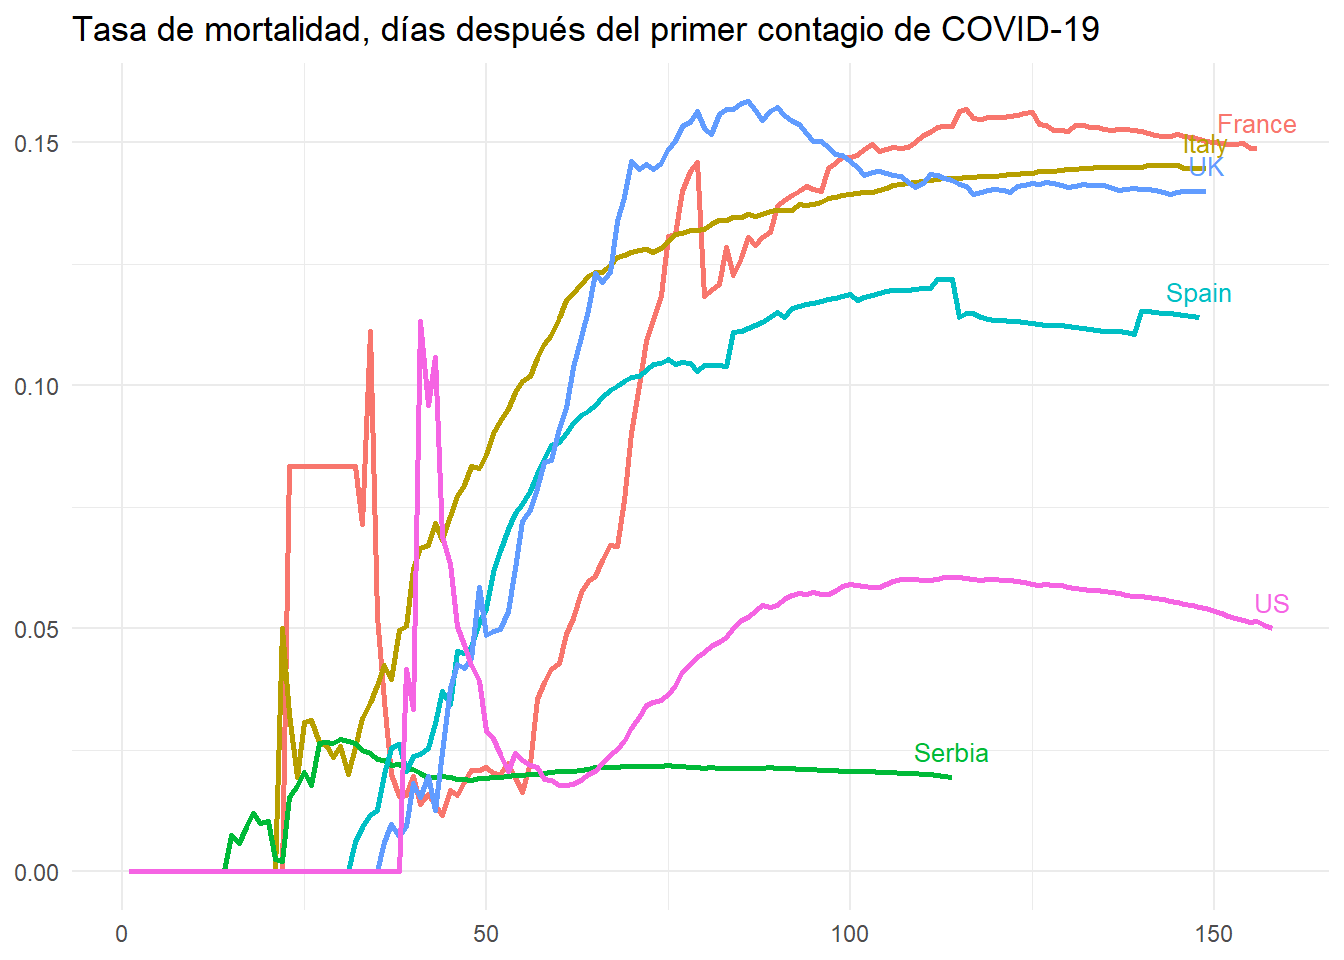 Tasa de mortalidad, días después del primer contagio de COVID-19
0.15
France
Italy
UK
Spain
0.10
0.05
US
Serbia
0.00
0
50
100
150